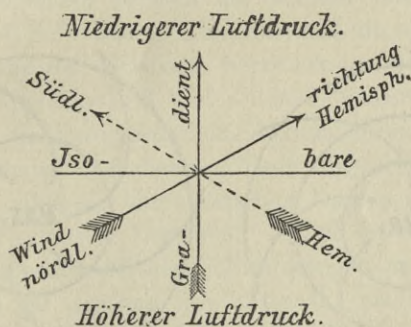 Niedrigerer Luftdruck.
Südl.
dient
richtung
Hemisph.
Jso-
bare
Wind
nördl.
Gra-
Hem.
Höherer Luftdruck.